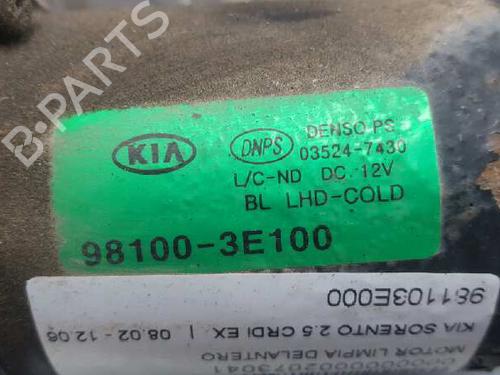 B-PARTS
KIA
DNPS
DENSO-PS
03524-7430
L/C-ND DC. 12V
BL LHD-COLD
98100-3E100
981103E000
KIA SORENTO 2.5 CRDI EX | 08.02 - 12.06
MOTOR LIMPIA DELANTERO